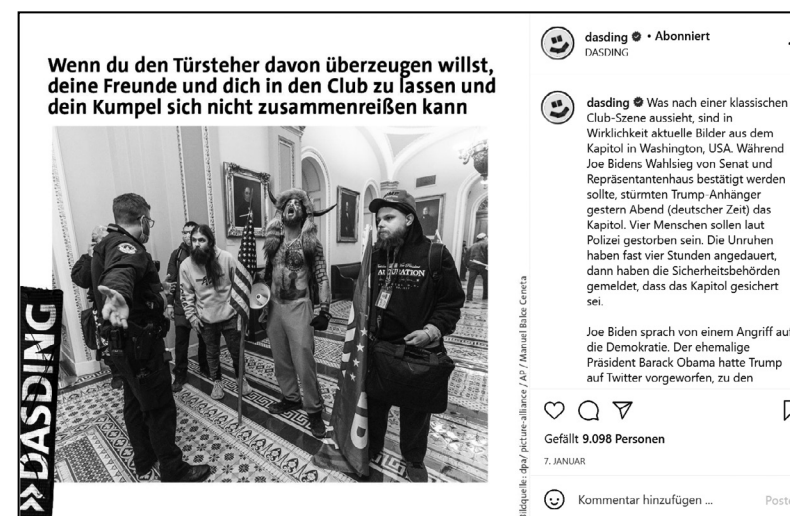 Wenn du den Türsteher davon überzeugen willst,
deine Freunde und dich in den Club zu lassen und
dein Kumpel sich nicht zusammenreißen kann
DASDING
Bildquelle: dpa/ picture-alliance / AP / Manuel Balce Ceneta
dasding • Abonniert
DASDING
dasding Was nach einer klassischen
Club-Szene aussieht, sind in
Wirklichkeit aktuelle Bilder aus dem
Kapitol in Washington, USA. Während
Joe Bidens Wahlsieg von Senat und
Repräsentantenhaus bestätigt werden
sollte, stürmten Trump-Anhänger
gestern Abend (deutscher Zeit) das
Kapitol. Vier Menschen sollen laut
Polizei gestorben sein. Die Unruhen
haben fast vier Stunden angedauert,
dann haben die Sicherheitsbehörden
gemeldet, dass das Kapitol gesichert
sei.
Joe Biden sprach von einem Angriff auf
die Demokratie. Der ehemalige
Präsident Barack Obama hatte Trump
auf Twitter vorgeworfen, zu den
Gefällt 9.098 Personen
7. JANUAR
Kommentar hinzufügen ...
Poste